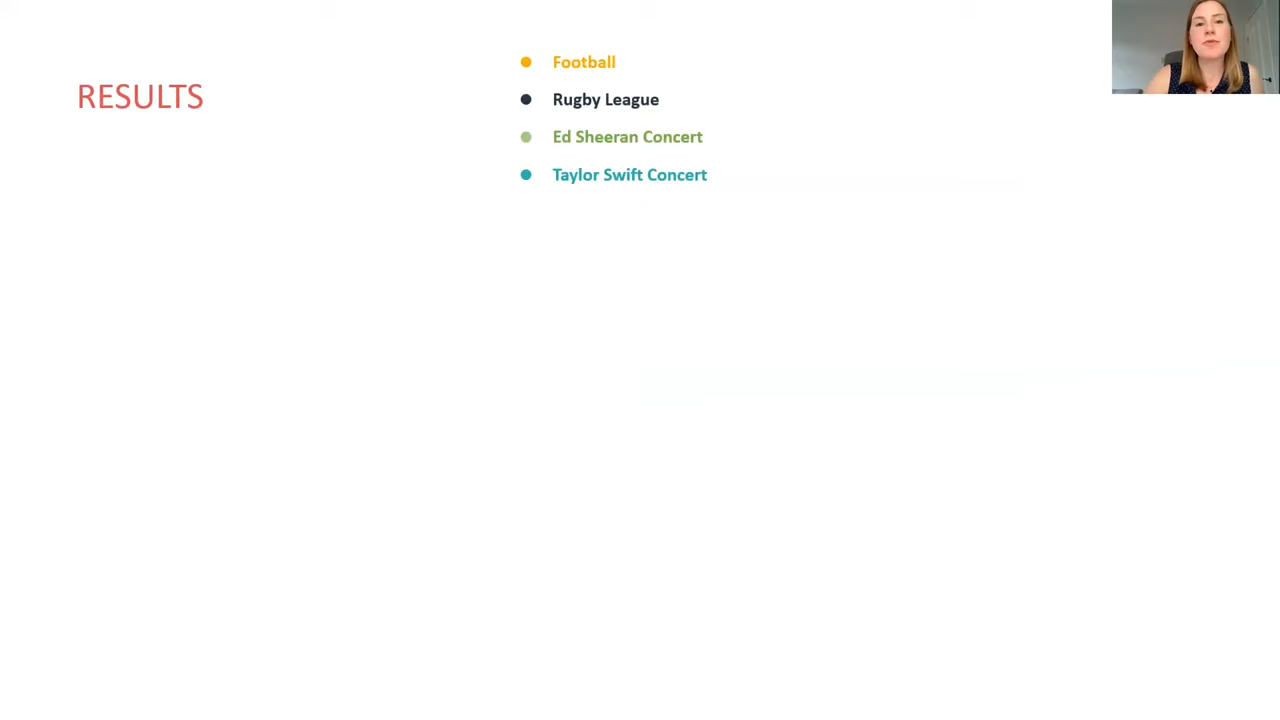 RESULTS
Football
Rugby League
Ed Sheeran Concert
Taylor Swift Concert